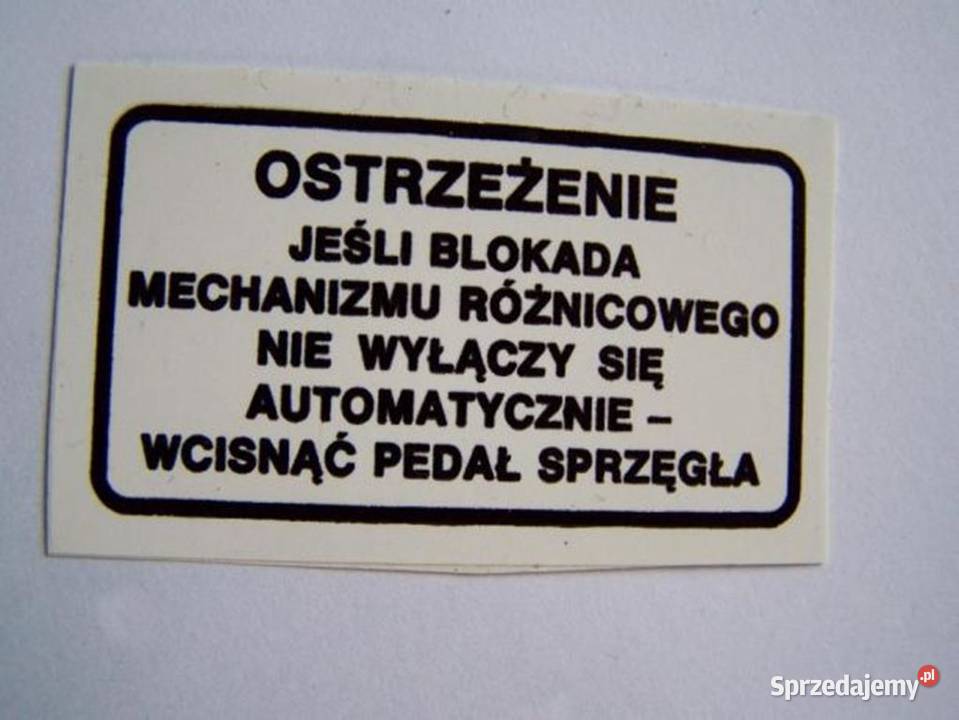 OSTRZEŻENIE
JEŚLI BLOKADA
MECHANIZMU RÓŻNICOWEGO
NIE WYŁĄCZY SIĘ
AUTOMATYCZNIE –
WCISNĄĆ PEDAŁ SPRZĘGŁA
Sprzedajemy.pl